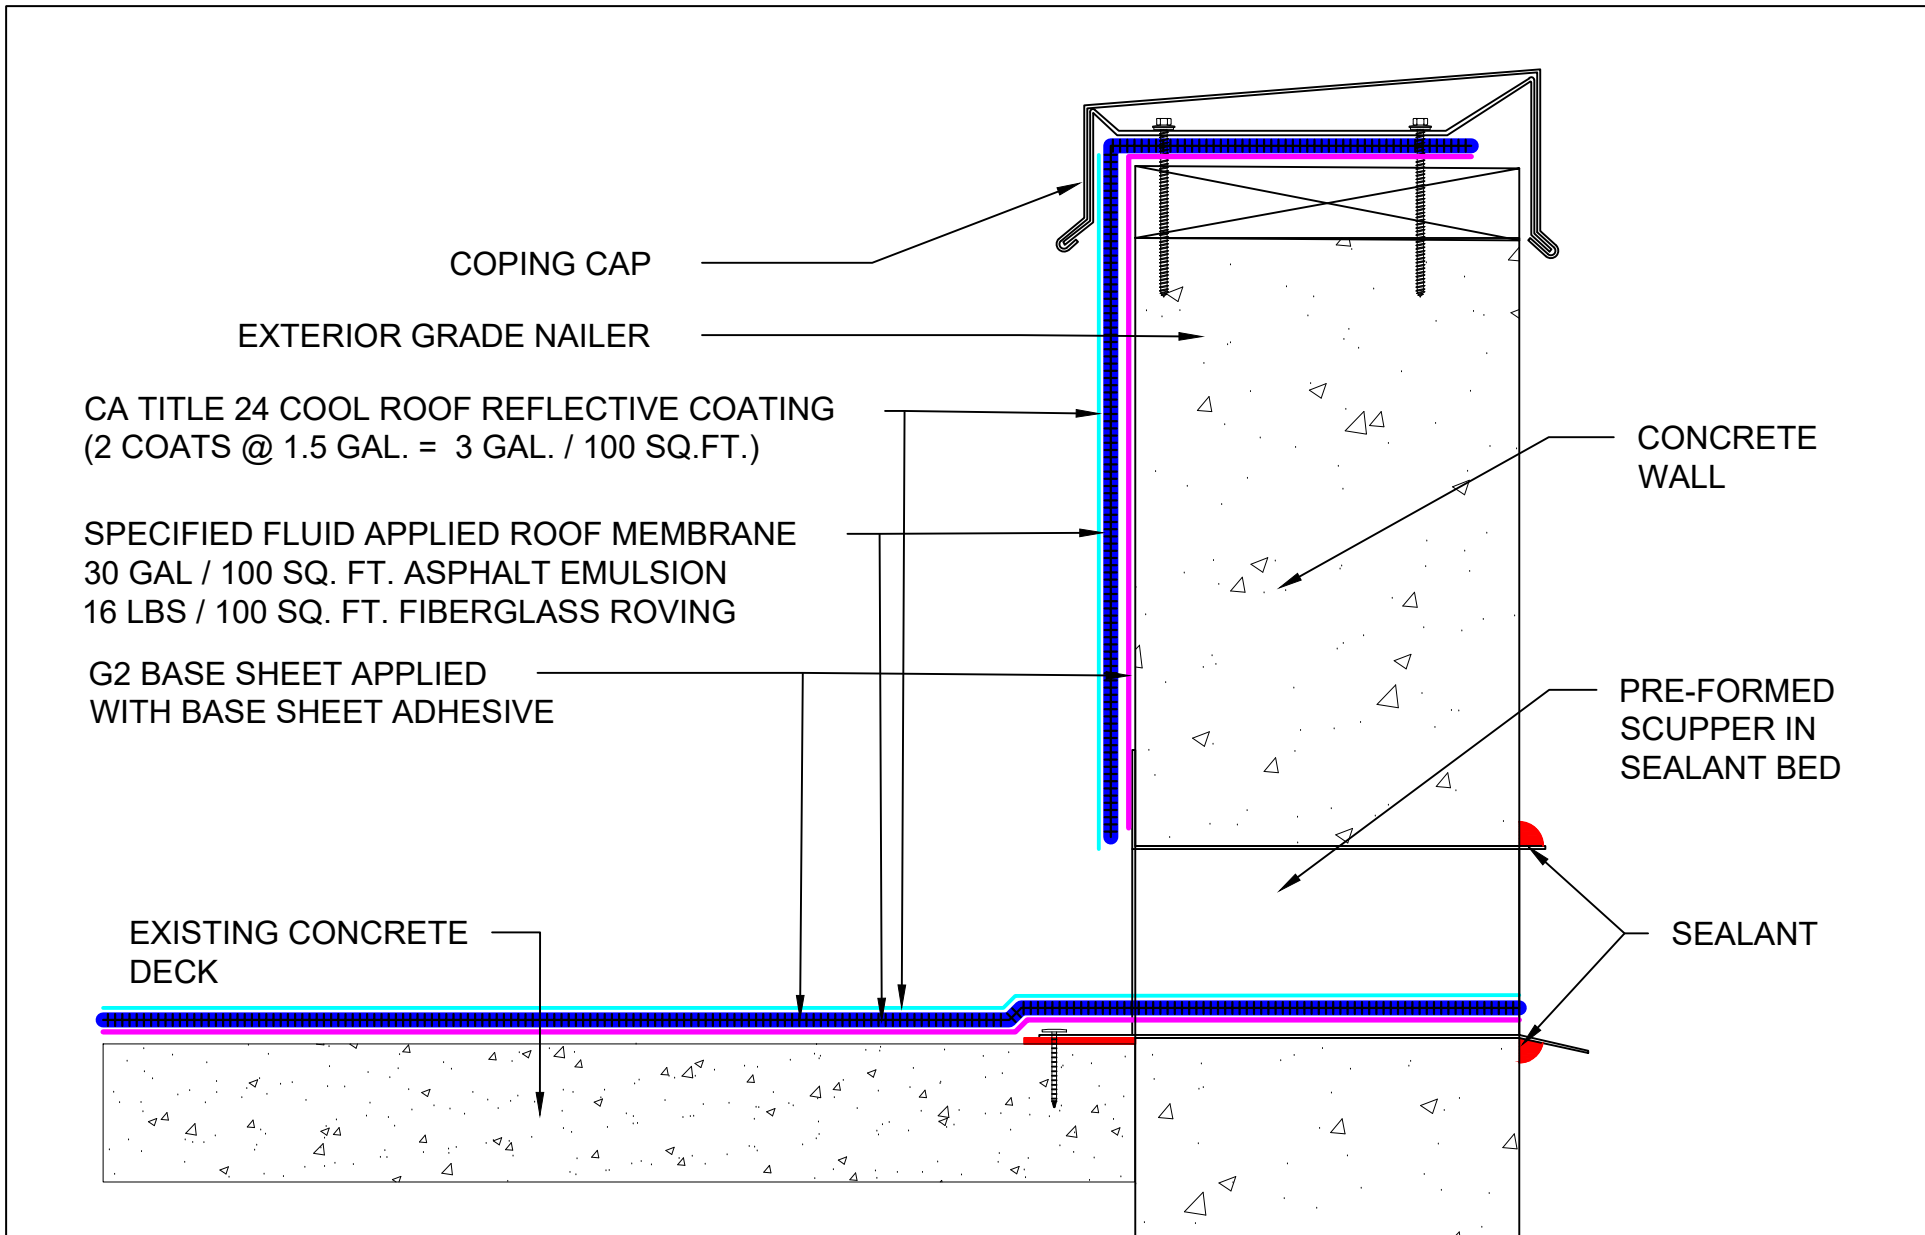 COPING CAP
EXTERIOR GRADE NAILER
CA TITLE 24 COOL ROOF REFLECTIVE COATING
(2 COATS @ 1.5 GAL. = 3 GAL. / 100 SQ.FT.)
SPECIFIED FLUID APPLIED ROOF MEMBRANE
30 GAL / 100 SQ. FT. ASPHALT EMULSION
16 LBS / 100 SQ. FT. FIBERGLASS ROVING
G2 BASE SHEET APPLIED
WITH BASE SHEET ADHESIVE
EXISTING CONCRETE
DECK
CONCRETE
WALL
PRE-FORMED
SCUPPER IN
SEALANT BED
SEALANT